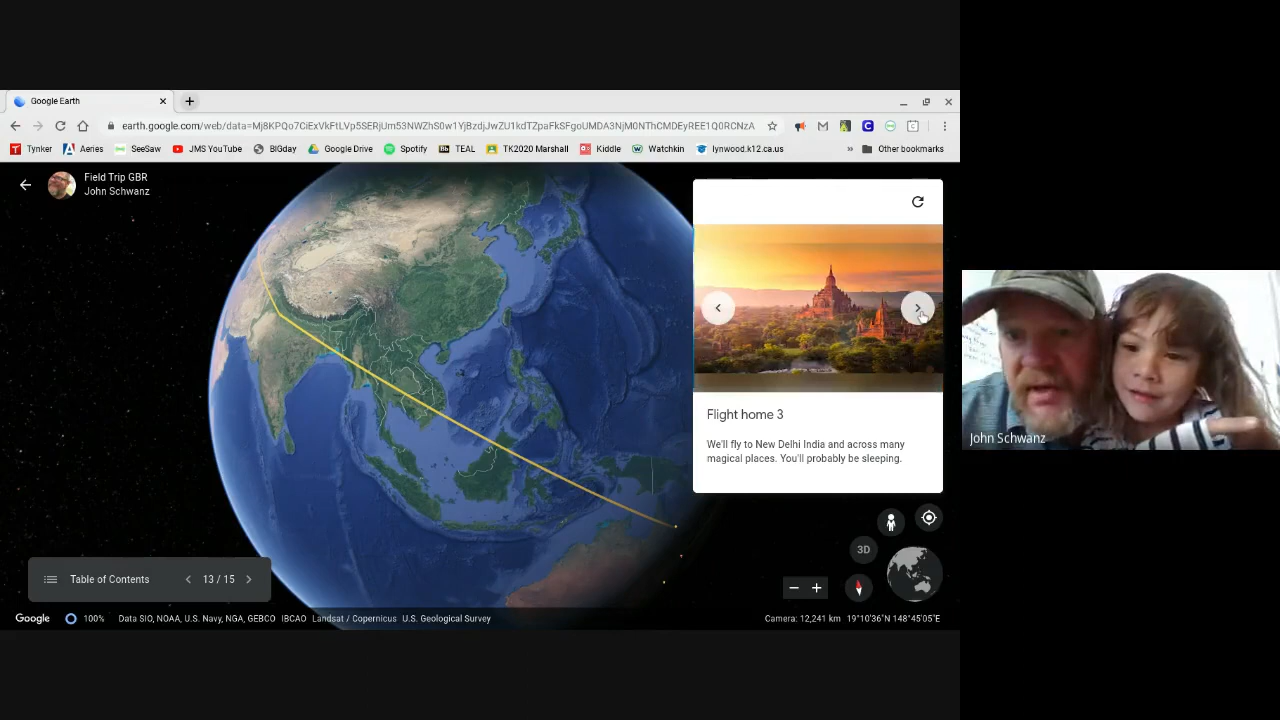 Google Earth
earth.google.com/web/data=Mj8KPQo7CiExVkFtLVp5SERjUm53NWZhS0w1YjBzdjJwZU1kdTZpaFkSFgoUMDA3NjM0NThCMDEyREE1Q0RCNzA
Tynker Aeries SeeSaw JMS YouTube BIGday Google Drive Spotify TEAL TK2020 Marshall Kiddle Watchkin lynwood.k12.ca.us » Other bookmarks
Field Trip GBR
John Schwanz
Flight home 3
We'll fly to New Delhi India and across many
magical places. You'll probably be sleeping.
John Schwanz
3D
Table of Contents 13 / 15
Google 100% Data SIO, NOAA, U.S. Navy, NGA, GEBCO IBCAO Landsat / Copernicus U.S. Geological Survey Camera: 12,241 km 19°10'36"N 148°45'05"E